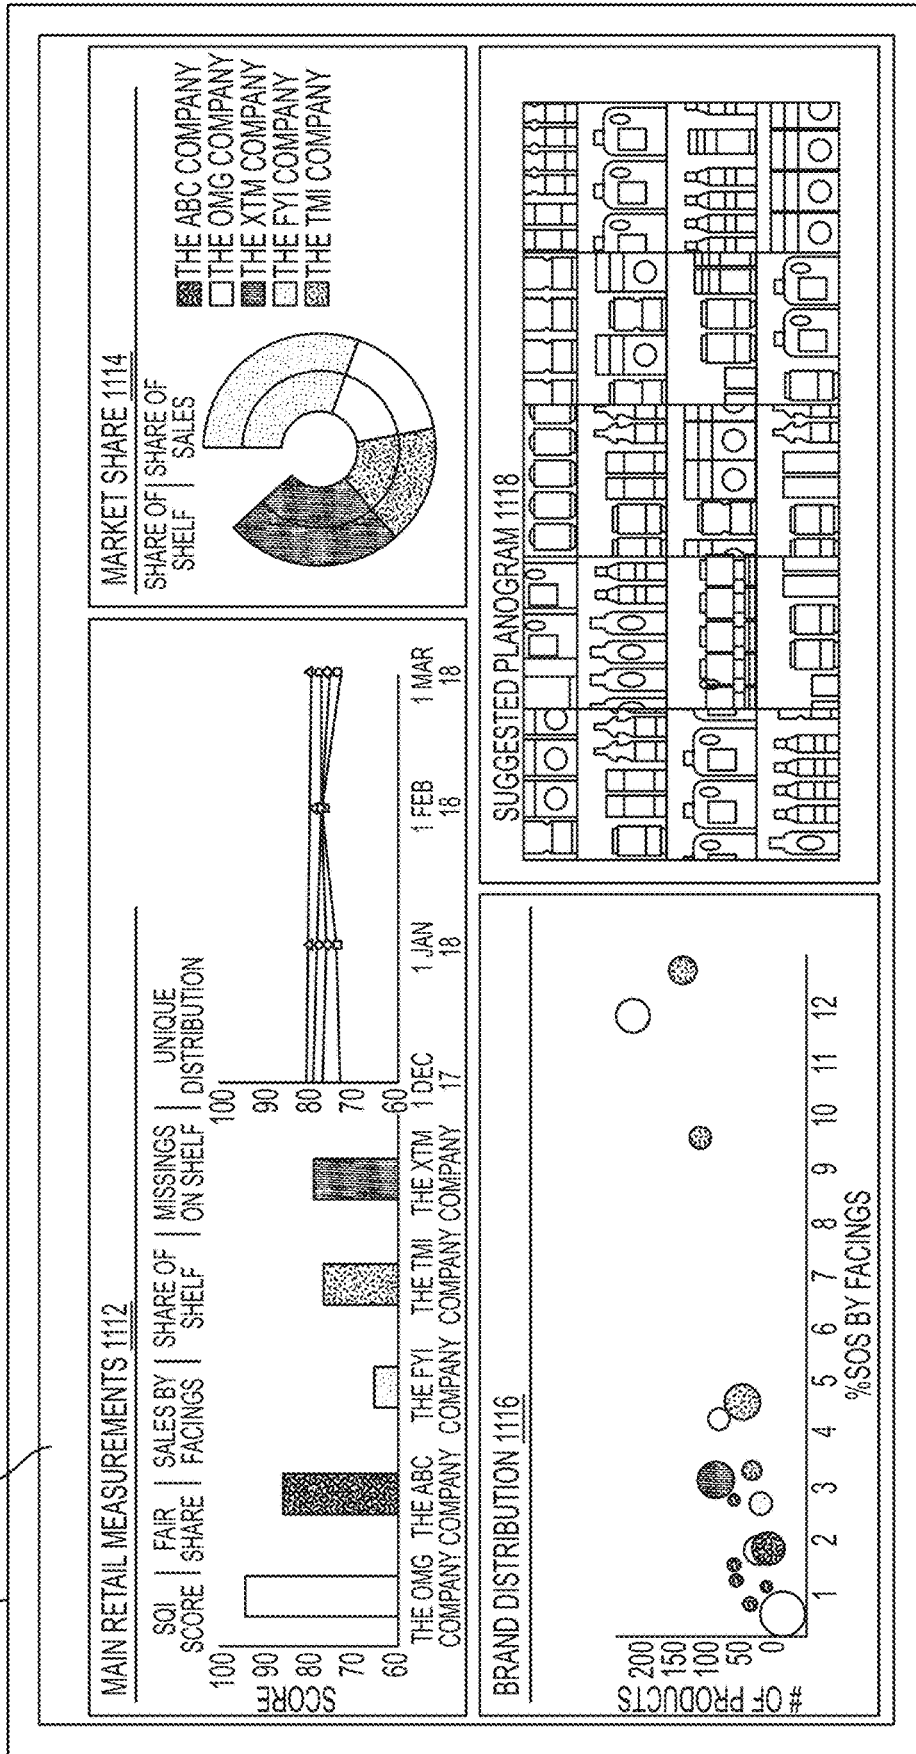 MAIN RETAIL MEASUREMENTS 1112
SQI | FAIR | SALES BY | SHARE OF | MISSINGS | UNIQUE
SCORE | SHARE | FACINGS | SHELF | ON SHELF | DISTRIBUTION
100
90
80
70
60
SCORE
THE OMG THE ABC THE FYI THE TMI THE XTM
COMPANY COMPANY COMPANY COMPANY COMPANY
100
90
80
70
60
1 DEC 1 JAN 1 FEB 1 MAR
17 18 18 18
MARKET SHARE 1114
SHARE OF | SHARE OF
SHELF | SALES
THE ABC COMPANY
THE OMG COMPANY
THE XTM COMPANY
THE FYI COMPANY
THE TMI COMPANY
BRAND DISTRIBUTION 1116
200
150
100
50
0
# OF PRODUCTS
1 2 3 4 5 6 7 8 9 10 11 12
%SOS BY FACINGS
SUGGESTED PLANOGRAM 1118